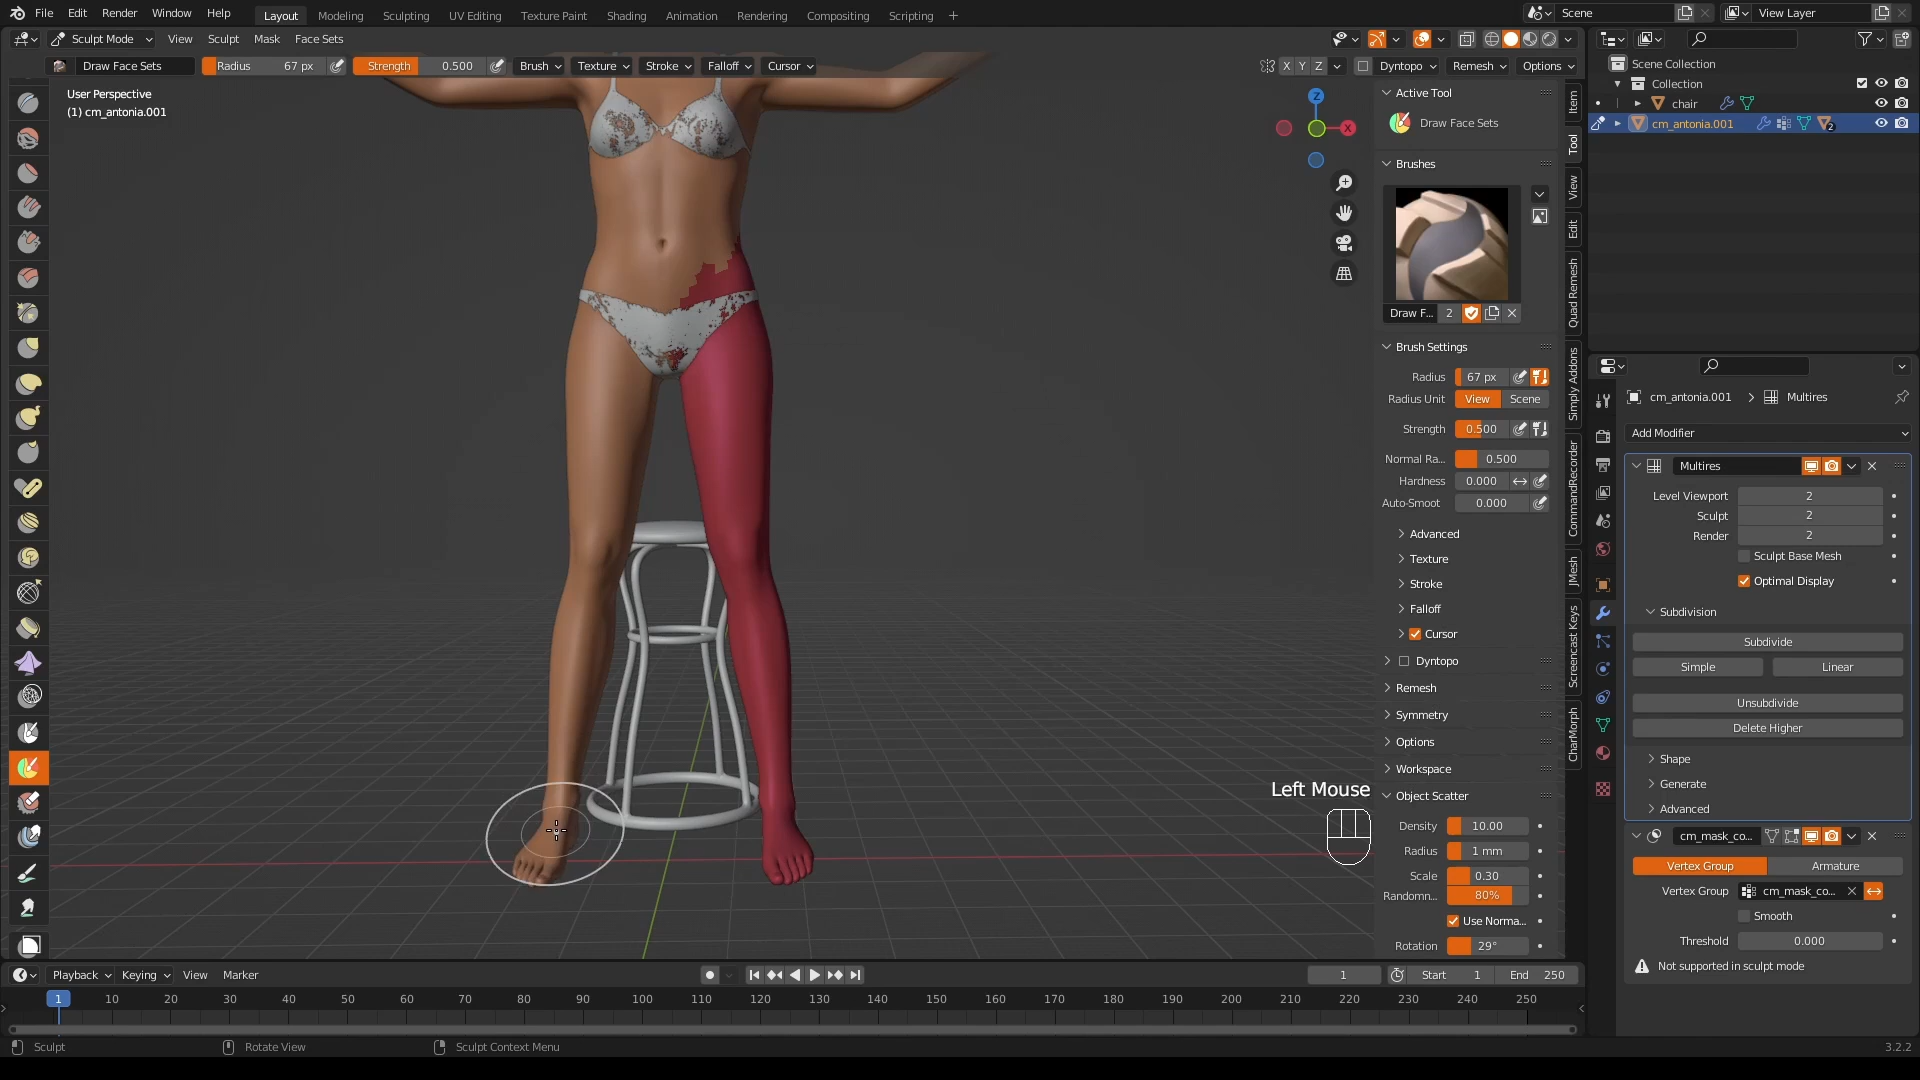 File Edit Render Window Help Layout Modeling Sculpting UV Editing Texture Paint Shading Animation Rendering Compositing Scripting + Scene View Layer
Sculpt Mode View Sculpt Mask Face Sets
Draw Face Sets Radius 67 px Strength 0.500 Brush Texture Stroke Falloff Cursor X Y Z Dyntopo Remesh Options
User Perspective
(1) cm_antonia.001
Z
X
Active Tool
Draw Face Sets
Brushes
Draw F... 2
Brush Settings
Radius 67 px
Radius Unit View Scene
Strength 0.500
Normal Ra... 0.500
Hardness 0.000
Auto-Smoot 0.000
Advanced
Texture
Stroke
Falloff
Cursor
Dyntopo
Remesh
Symmetry
Options
Workspace
Object Scatter
Density 10.00
Radius 1 mm
Scale 0.30
Randomn... 80%
Use Norma...
Rotation 29°
Item
Tool
View
Edit
Quad Remesh
Simply Addons
CommandRecorder
JMesh
Screencast Keys
CharMorph
Left Mouse
Scene Collection
Collection
chair
cm_antonia.001 2
cm_antonia.001 > Multires
Add Modifier
Multires
Level Viewport 2
Sculpt 2
Render 2
Sculpt Base Mesh
Optimal Display
Subdivision
Subdivide
Simple Linear
Unsubdivide
Delete Higher
Shape
Generate
Advanced
cm_mask_co...
Vertex Group Armature
Vertex Group cm_mask_co...
Smooth
Threshold 0.000
Not supported in sculpt mode
Playback Keying View Marker 1 Start 1 End 250
1 10 20 30 40 50 60 70 80 90 100 110 120 130 140 150 160 170 180 190 200 210 220 230 240 250
Sculpt Rotate View Sculpt Context Menu 3.2.2